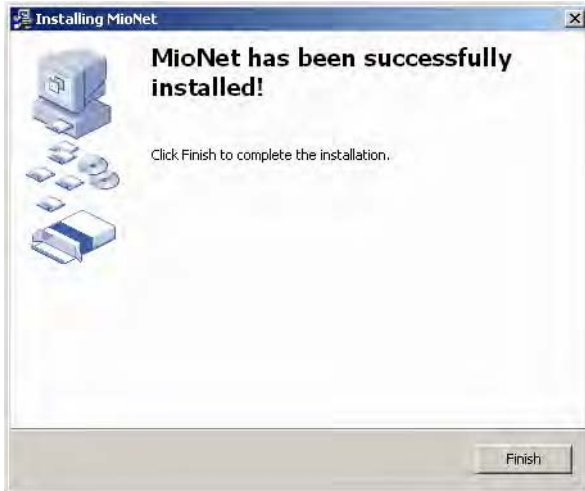 Installing MioNet
MioNet has been successfully
installed!
Click Finish to complete the installation.
Finish